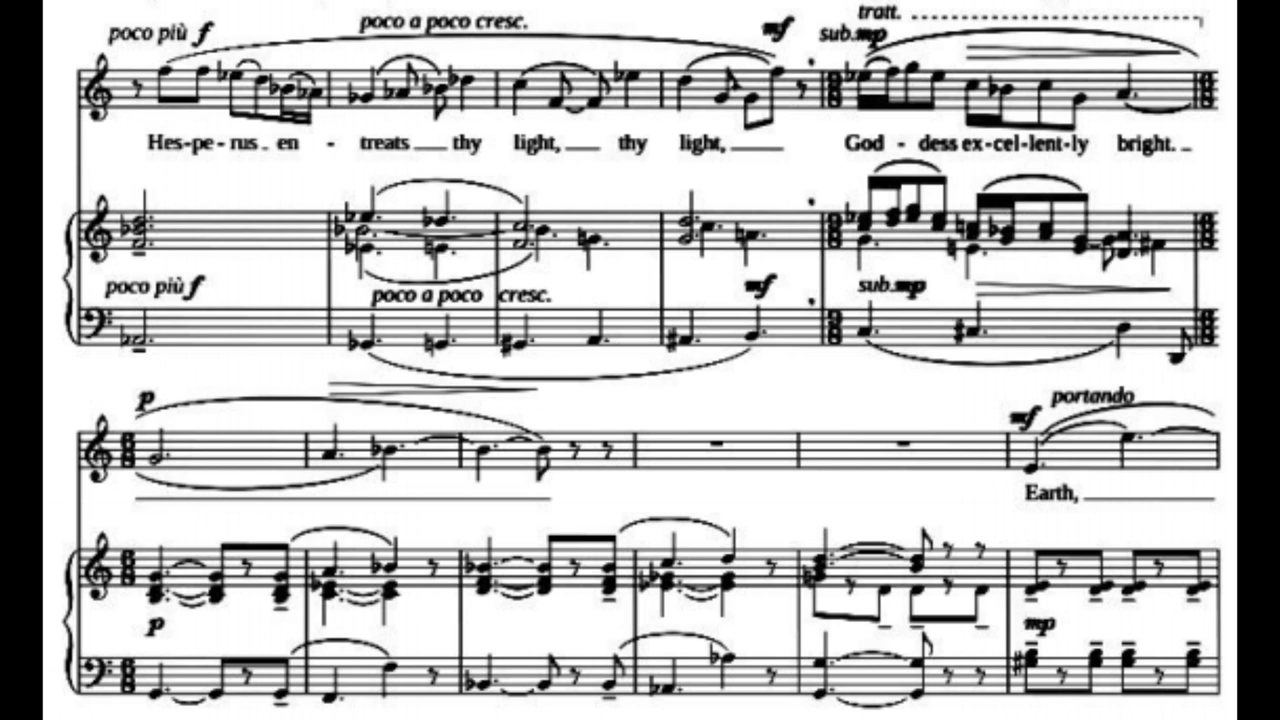 tratt.
poco più f poco a poco cresc. mf sub. mp
Hes-pe-rus en - treats thy light, thy light, God - dess ex-cel-lent-ly bright.
poco più f poco a poco cresc. mf sub. mp
p
mf portando
Earth,
p mp